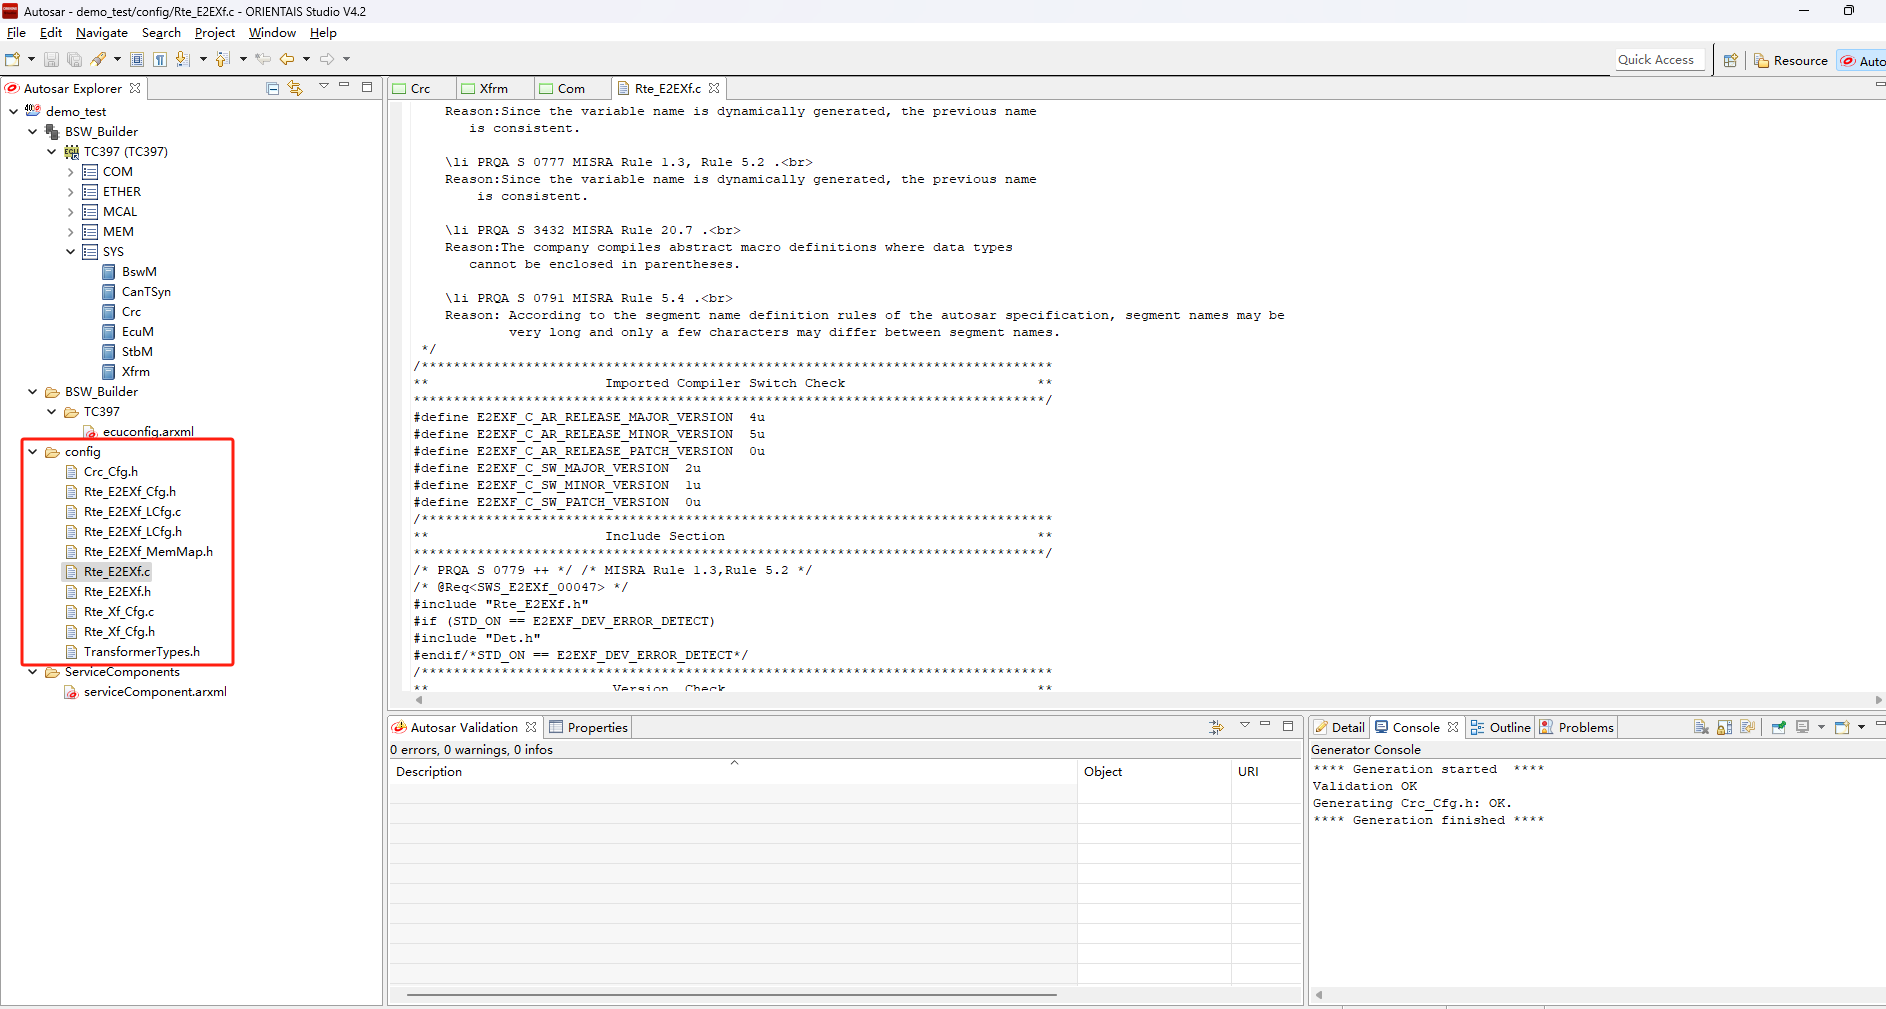 Autosar - demo_test/config/Rte_E2EXf.c - ORIENTAIS Studio V4.2
File Edit Navigate Search Project Window Help
Quick Access
Resource
Auto
Autosar Explorer
demo_test
BSW_Builder
TC397 (TC397)
COM
ETHER
MCAL
MEM
SYS
BswM
CanTSyn
Crc
EcuM
StbM
Xfrm
BSW_Builder
TC397
ecuconfig.arxml
config
Crc_Cfg.h
Rte_E2EXf_Cfg.h
Rte_E2EXf_LCfg.c
Rte_E2EXf_LCfg.h
Rte_E2EXf_MemMap.h
Rte_E2EXf.c
Rte_E2EXf.h
Rte_Xf_Cfg.c
Rte_Xf_Cfg.h
TransformerTypes.h
ServiceComponents
serviceComponent.arxml
Crc Xfrm Com Rte_E2EXf.c
Reason:Since the variable name is dynamically generated, the previous name
is consistent.
\li PRQA S 0777 MISRA Rule 1.3, Rule 5.2 .<br>
Reason:Since the variable name is dynamically generated, the previous name
is consistent.
\li PRQA S 3432 MISRA Rule 20.7 .<br>
Reason:The company compiles abstract macro definitions where data types
cannot be enclosed in parentheses.
\li PRQA S 0791 MISRA Rule 5.4 .<br>
Reason: According to the segment name definition rules of the autosar specification, segment names may be
very long and only a few characters may differ between segment names.
*/
/*******************************************************************************
** Imported Compiler Switch Check **
*******************************************************************************/
#define E2EXF_C_AR_RELEASE_MAJOR_VERSION 4u
#define E2EXF_C_AR_RELEASE_MINOR_VERSION 5u
#define E2EXF_C_AR_RELEASE_PATCH_VERSION 0u
#define E2EXF_C_SW_MAJOR_VERSION 2u
#define E2EXF_C_SW_MINOR_VERSION 1u
#define E2EXF_C_SW_PATCH_VERSION 0u
/*******************************************************************************
** Include Section **
*******************************************************************************/
/* PRQA S 0779 ++ */ /* MISRA Rule 1.3,Rule 5.2 */
/* @Req<SWS_E2EXf_00047> */
#include "Rte_E2EXf.h"
#if (STD_ON == E2EXF_DEV_ERROR_DETECT)
#include "Det.h"
#endif/*STD_ON == E2EXF_DEV_ERROR_DETECT*/
/*******************************************************************************
** Version Check **
Autosar Validation Properties
0 errors, 0 warnings, 0 infos
Description Object URI
Detail Console Outline Problems
Generator Console
**** Generation started ****
Validation OK
Generating Crc_Cfg.h: OK.
**** Generation finished ****